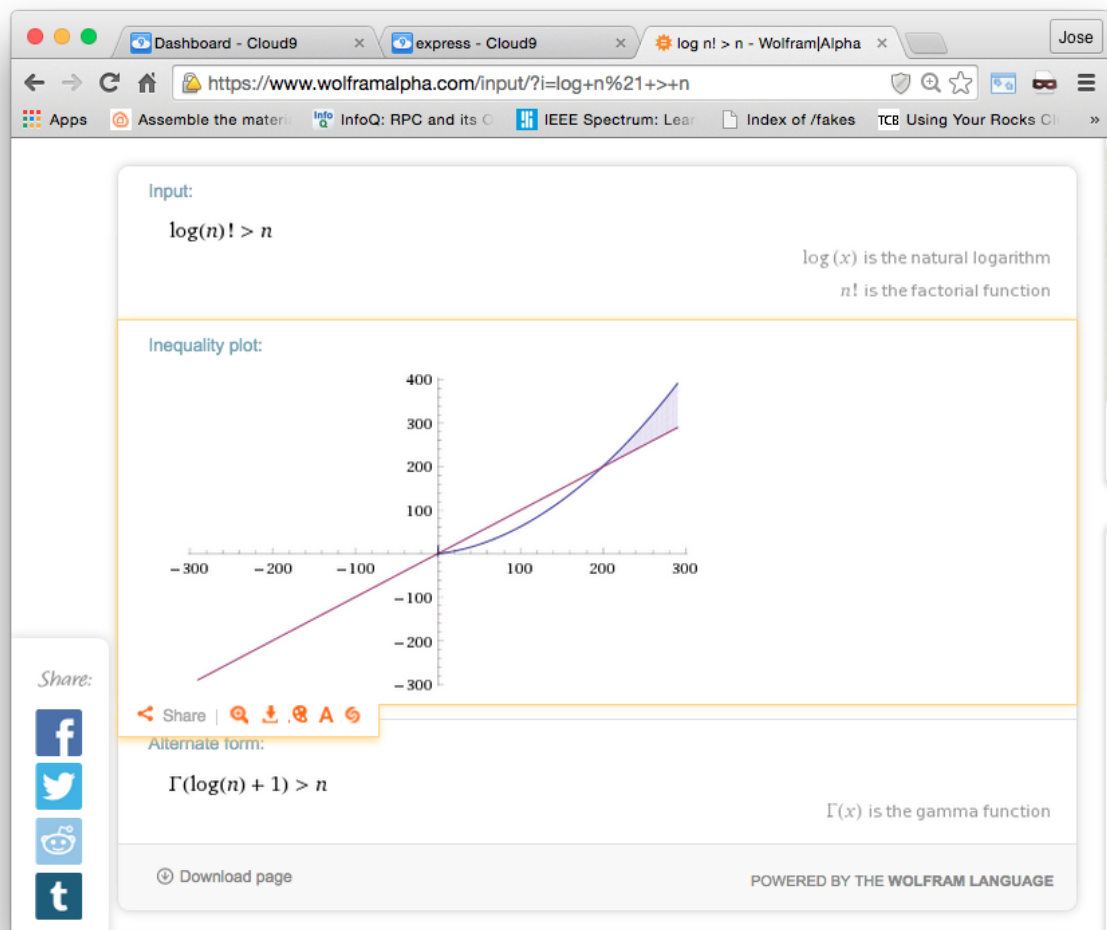 Dashboard - Cloud9
express - Cloud9
log n! > n - Wolfram|Alpha
Jose
https://www.wolframalpha.com/input/?i=log+n%21+>+n
Apps
Assemble the materi
InfoQ: RPC and its
IEEE Spectrum: Lear
Index of /fakes
TCB Using Your Rocks Cl
»
Input:
log(n)! > n
log(x) is the natural logarithm
n! is the factorial function
Inequality plot:
400
300
200
100
-300 -200 -100 100 200 300
-100
-200
-300
Share:
Share
A
Alternate form:
Γ(log(n) + 1) > n
Γ(x) is the gamma function
Download page
POWERED BY THE WOLFRAM LANGUAGE